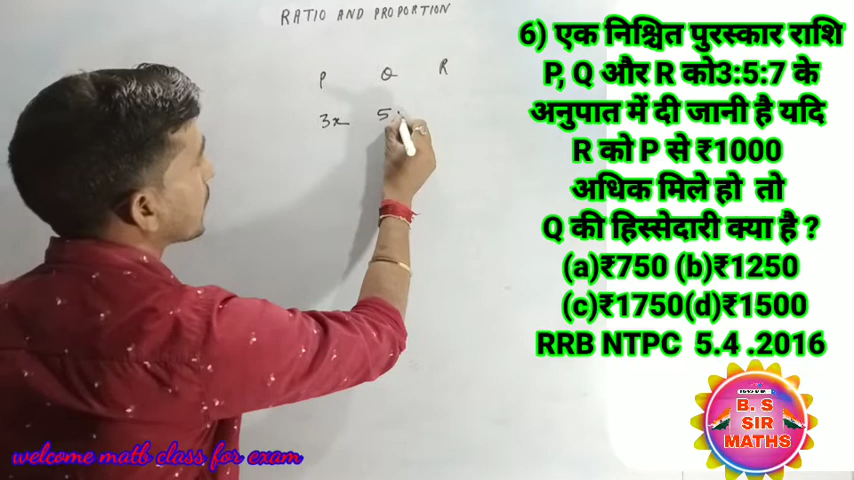 RATIO AND PROPORTION
P Q R
3x 5
6) एक निश्चित पुरस्कार राशि
P, Q और R को3:5:7 के
अनुपात में दी जानी है यदि
R को P से ₹1000
अधिक मिले हो तो
Q की हिस्सेदारी क्या है ?
(a)₹750 (b)₹1250
(c)₹1750(d)₹1500
RRB NTPC 5.4 .2016
B. S
SIR
MATHS
welcome math class for exam